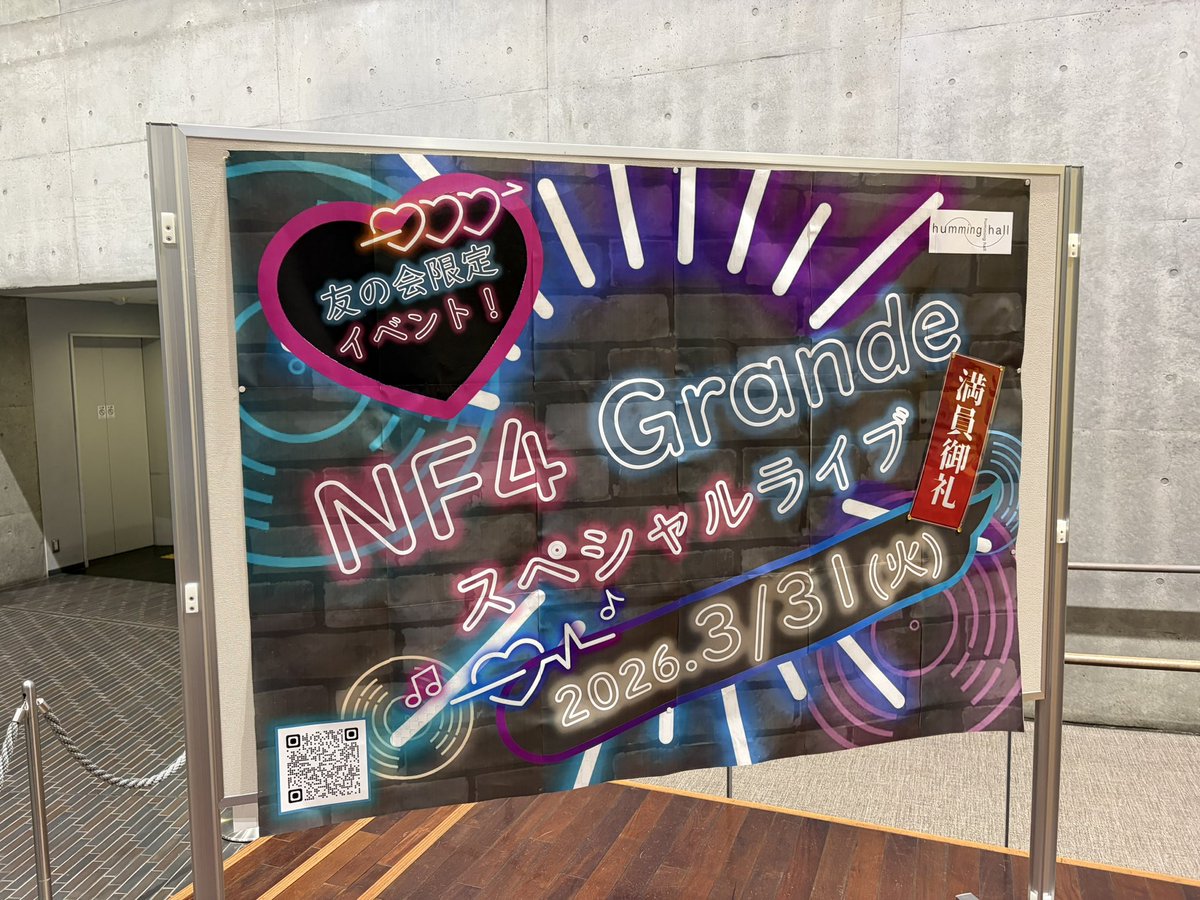 友の会限定
イベント!
humming hall
NF4 Grande
スペシャルライブ
満員御礼
2026.3/31(火)